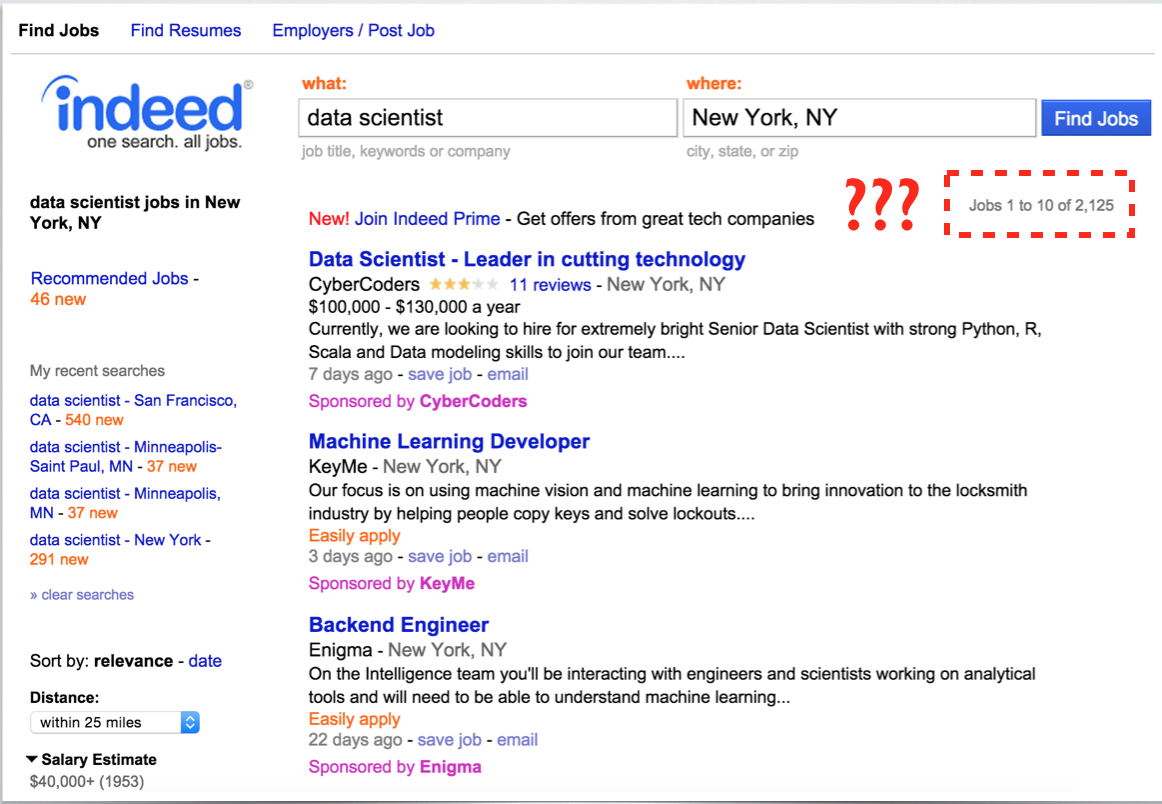 Find Jobs Find Resumes Employers / Post Job
indeed®
one search. all jobs.
what:
data scientist
job title, keywords or company
where:
New York, NY
city, state, or zip
Find Jobs
data scientist jobs in New
York, NY
Recommended Jobs -
46 new
My recent searches
data scientist - San Francisco,
CA - 540 new
data scientist - Minneapolis-
Saint Paul, MN - 37 new
data scientist - Minneapolis,
MN - 37 new
data scientist - New York -
291 new
» clear searches
Sort by: relevance - date
Distance:
within 25 miles
Salary Estimate
$40,000+ (1953)
New! Join Indeed Prime - Get offers from great tech companies
???
Jobs 1 to 10 of 2,125
Data Scientist - Leader in cutting technology
CyberCoders 11 reviews - New York, NY
$100,000 - $130,000 a year
Currently, we are looking to hire for extremely bright Senior Data Scientist with strong Python, R,
Scala and Data modeling skills to join our team....
7 days ago - save job - email
Sponsored by CyberCoders
Machine Learning Developer
KeyMe - New York, NY
Our focus is on using machine vision and machine learning to bring innovation to the locksmith
industry by helping people copy keys and solve lockouts....
Easily apply
3 days ago - save job - email
Sponsored by KeyMe
Backend Engineer
Enigma - New York, NY
On the Intelligence team you'll be interacting with engineers and scientists working on analytical
tools and will need to be able to understand machine learning...
Easily apply
22 days ago - save job - email
Sponsored by Enigma